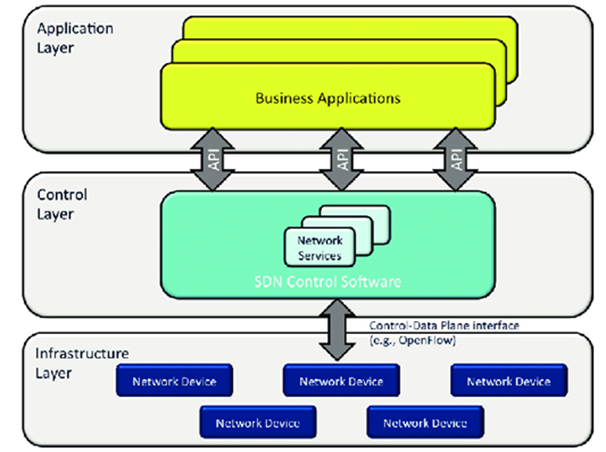 Application
Layer
Business Applications
API
API
API
Control
Layer
Network
Services
SDN Control Software
Control-Data Plane interface
(e.g., OpenFlow)
Infrastructure
Layer
Network Device
Network Device
Network Device
Network Device
Network Device